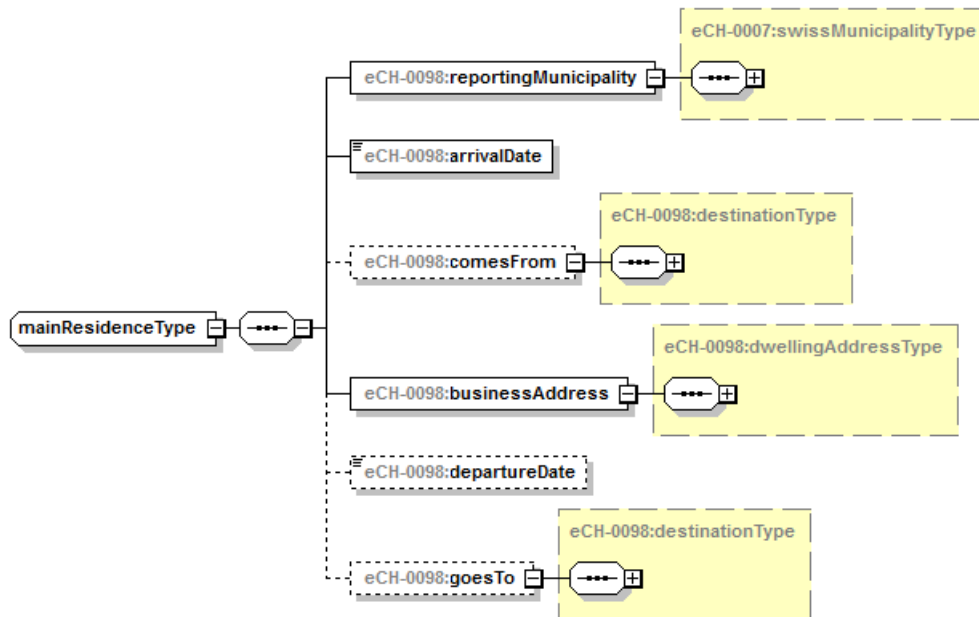 eCH-0007:swissMunicipalityType
eCH-0098:reportingMunicipality
eCH-0098:arrivalDate
eCH-0098:destinationType
eCH-0098:comesFrom
mainResidenceType
eCH-0098:dwellingAddressType
eCH-0098:businessAddress
eCH-0098:departureDate
eCH-0098:destinationType
eCH-0098:goesTo